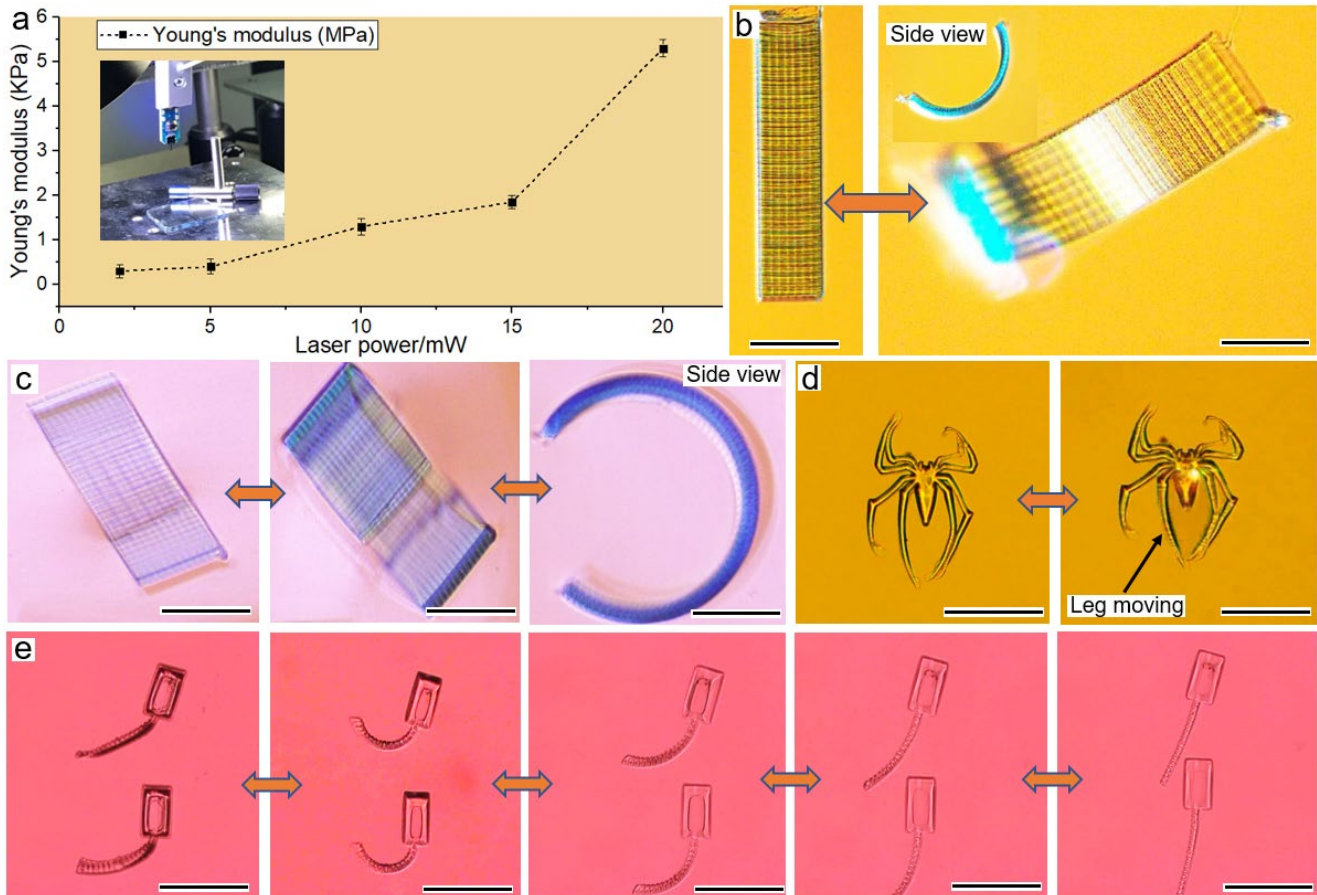 a
Young's modulus (KPa)
6
5
4
3
2
1
0
Young's modulus (MPa)
0
5
10
15
20
Laser power/mW
b
Side view
c
Side view
d
Leg moving
e